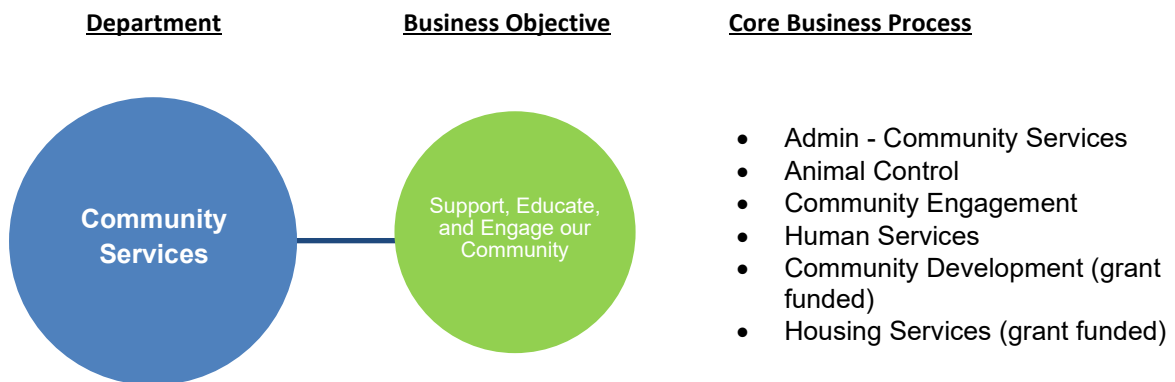 Department
Business Objective
Core Business Process
Community
Services
Support, Educate,
and Engage our
Community
• Admin - Community Services
• Animal Control
• Community Engagement
• Human Services
• Community Development (grant
funded)
• Housing Services (grant funded)